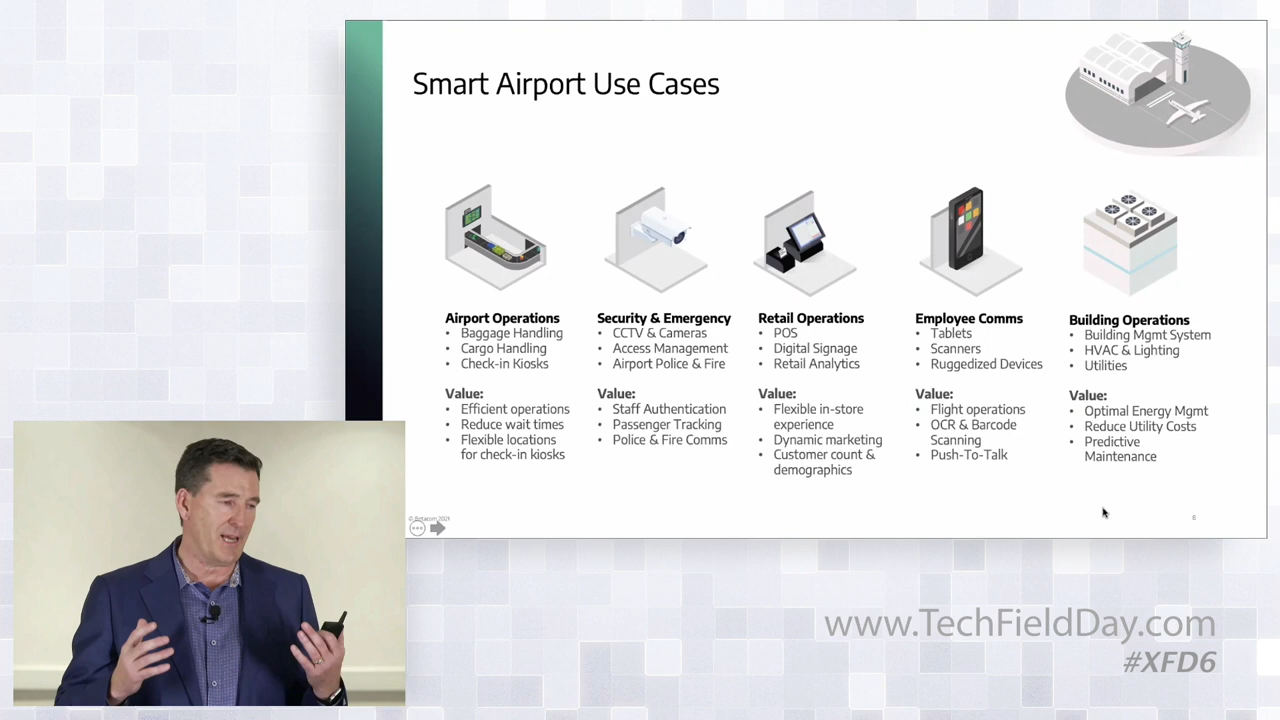 Smart Airport Use Cases
Airport Operations
• Baggage Handling
• Cargo Handling
• Check-in Kiosks
Value:
• Efficient operations
• Reduce wait times
• Flexible locations
for check-in kiosks
Security & Emergency
• CCTV & Cameras
• Access Management
• Airport Police & Fire
Value:
• Staff Authentication
• Passenger Tracking
• Police & Fire Comms
Retail Operations
• POS
• Digital Signage
• Retail Analytics
Value:
• Flexible in-store
experience
• Dynamic marketing
• Customer count &
demographics
Employee Comms
• Tablets
• Scanners
• Ruggedized Devices
Value:
• Flight operations
• OCR & Barcode
Scanning
• Push-To-Talk
Building Operations
• Building Mgmt System
• HVAC & Lighting
• Utilities
Value:
• Optimal Energy Mgmt
• Reduce Utility Costs
• Predictive
Maintenance
© Betacom 2021
6
www.TechFieldDay.com
#XFD6